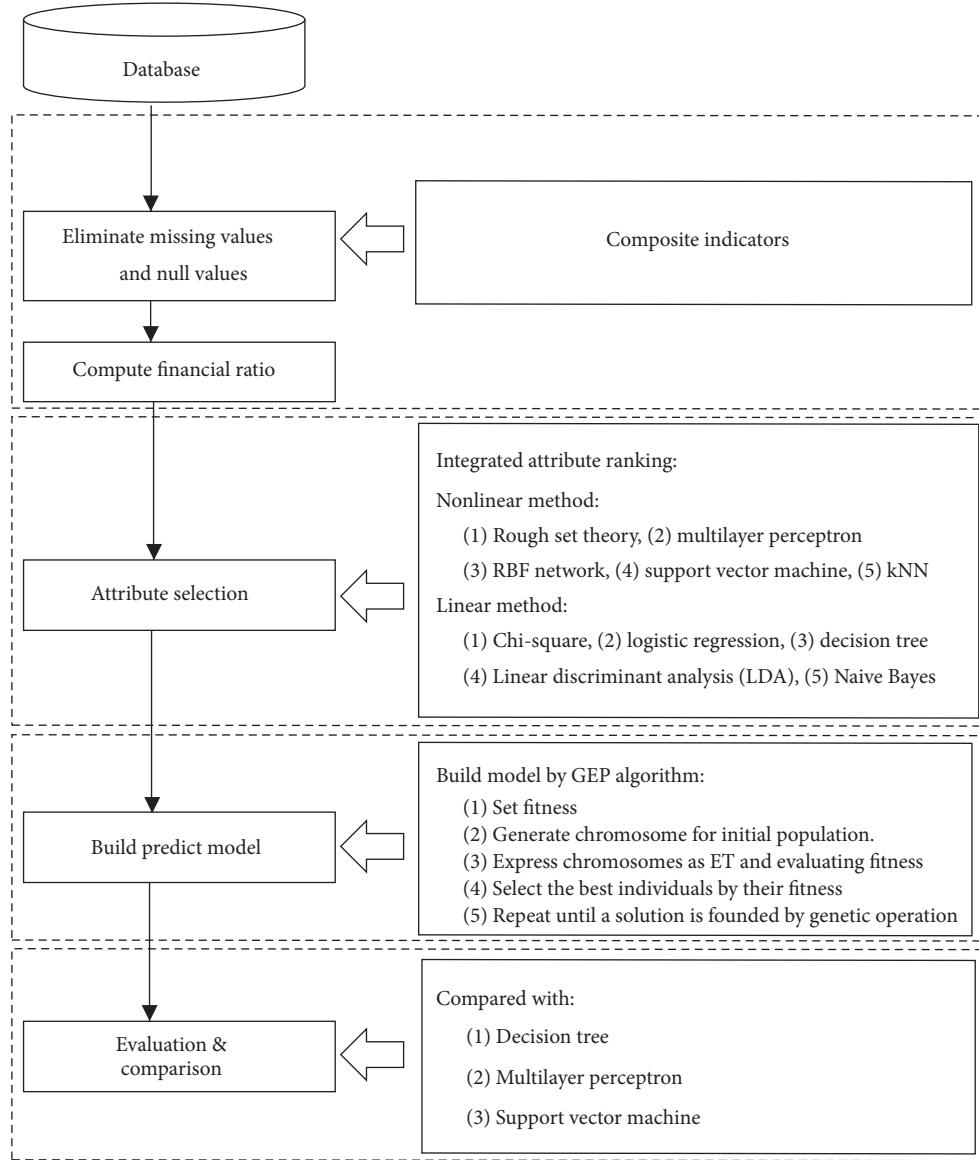 Database
Eliminate missing values
and null values
Composite indicators
Compute financial ratio
Attribute selection
Integrated attribute ranking:
Nonlinear method:
(1) Rough set theory, (2) multilayer perceptron
(3) RBF network, (4) support vector machine, (5) kNN
Linear method:
(1) Chi-square, (2) logistic regression, (3) decision tree
(4) Linear discriminant analysis (LDA), (5) Naive Bayes
Build predict model
Build model by GEP algorithm:
(1) Set fitness
(2) Generate chromosome for initial population.
(3) Express chromosomes as ET and evaluating fitness
(4) Select the best individuals by their fitness
(5) Repeat until a solution is founded by genetic operation
Evaluation &
comparison
Compared with:
(1) Decision tree
(2) Multilayer perceptron
(3) Support vector machine